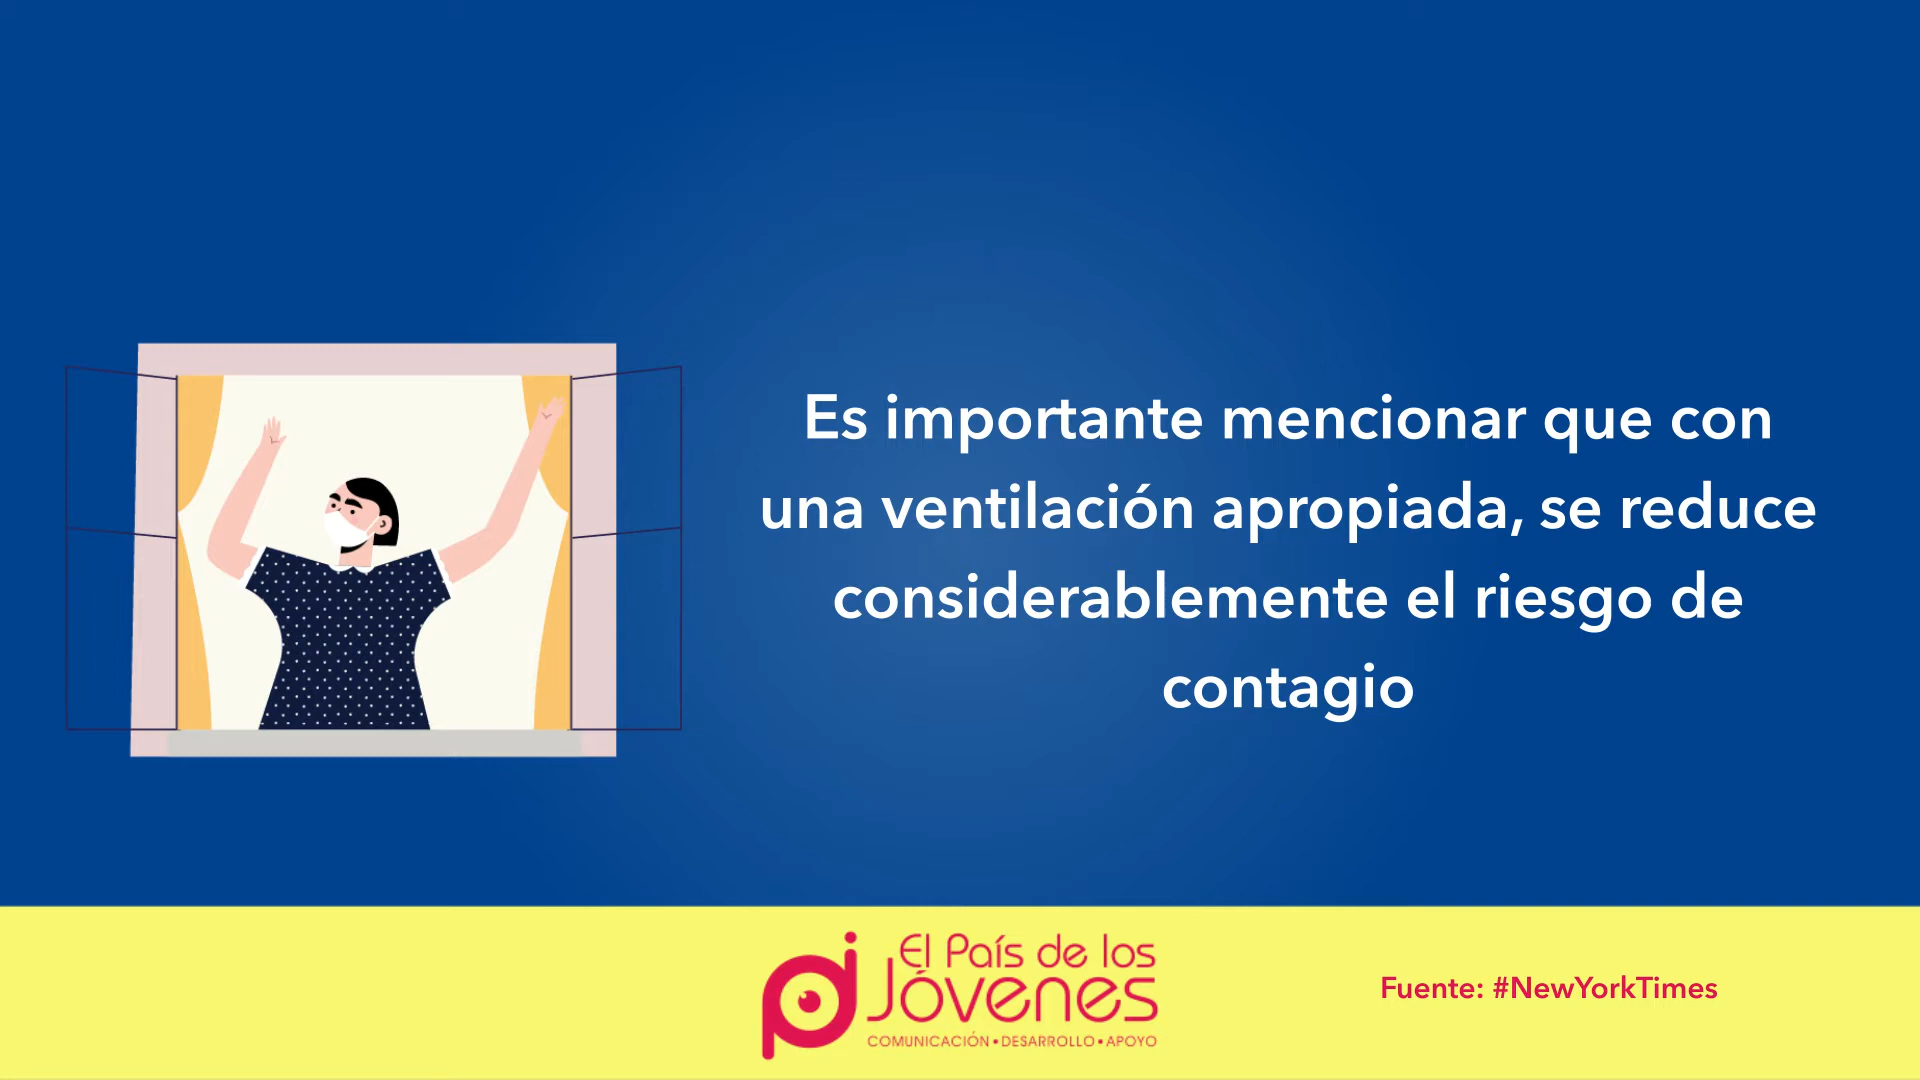 Es importante mencionar que con
una ventilación apropiada, se reduce
considerablemente el riesgo de
contagio
El País de los
Jóvenes
COMUNICACIÓN • DESARROLLO • APOYO
Fuente: #NewYorkTimes